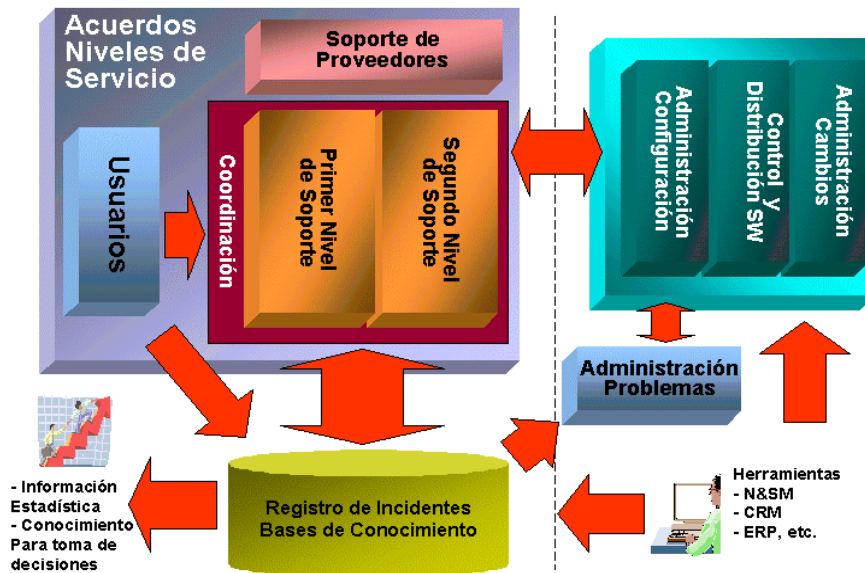 Acuerdos
Niveles de
Servicio
Soporte de
Proveedores
Usuarios
Coordinación
Primer Nivel
de Soporte
Segundo Nivel
de Soporte
Administración
Configuración
Control y
Distribución SW
Administración
Cambios
Administración
Problemas
Registro de Incidentes
Bases de Conocimiento
- Información
Estadística
- Conocimiento
Para toma de
decisiones
Herramientas
- N&SM
- CRM
- ERP, etc.